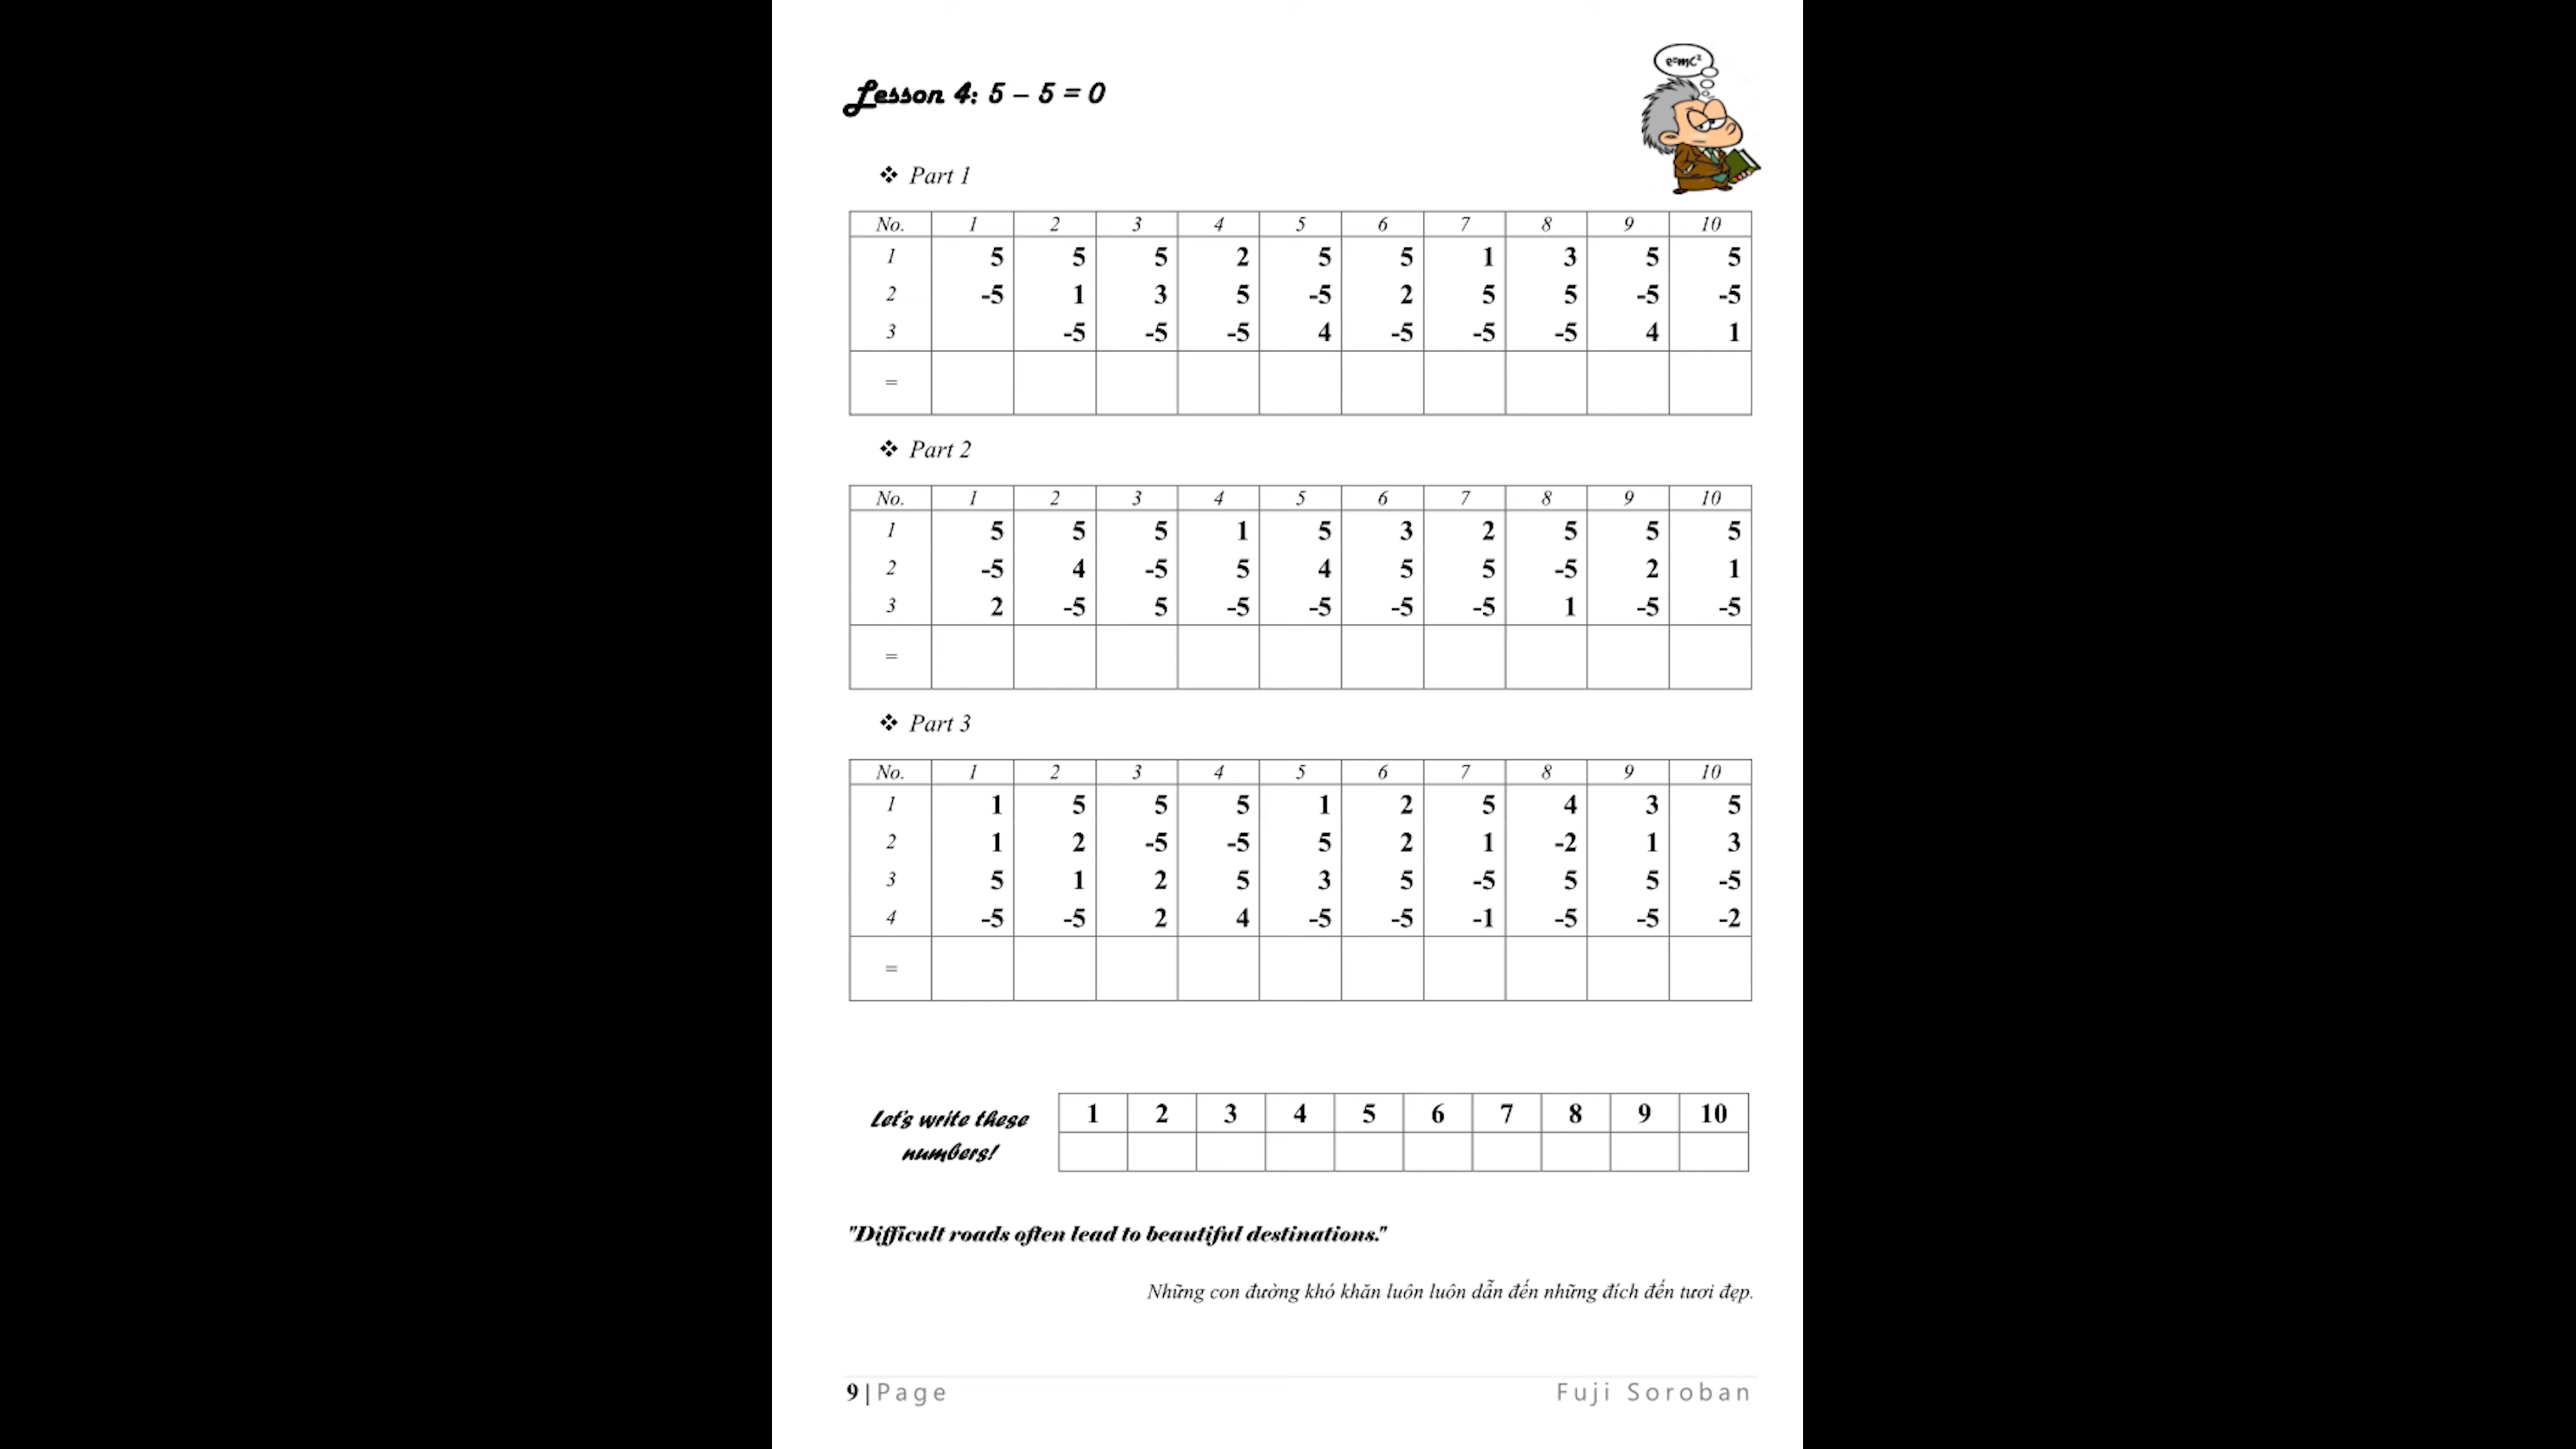 e=mc²
Lesson 4: 5 – 5 = 0
❖ Part 1
No. 1 2 3 4 5 6 7 8 9 10
1 5 5 5 2 5 5 1 3 5 5
2 -5 1 3 5 -5 2 5 5 -5 -5
3 -5 -5 -5 4 -5 -5 -5 4 1
=
❖ Part 2
No. 1 2 3 4 5 6 7 8 9 10
1 5 5 5 1 5 3 2 5 5 5
2 -5 4 -5 5 4 5 5 -5 2 1
3 2 -5 5 -5 -5 -5 -5 1 -5 -5
=
❖ Part 3
No. 1 2 3 4 5 6 7 8 9 10
1 1 5 5 5 1 2 5 4 3 5
2 1 2 -5 -5 5 2 1 -2 1 3
3 5 1 2 5 3 5 -5 5 5 -5
4 -5 -5 2 4 -5 -5 -1 -5 -5 -2
=
Let's write these
numbers!
1 2 3 4 5 6 7 8 9 10
"Difficult roads often lead to beautiful destinations."
Những con đường khó khăn luôn luôn dẫn đến những đích đến tươi đẹp.
9 | Page
Fuji Soroban